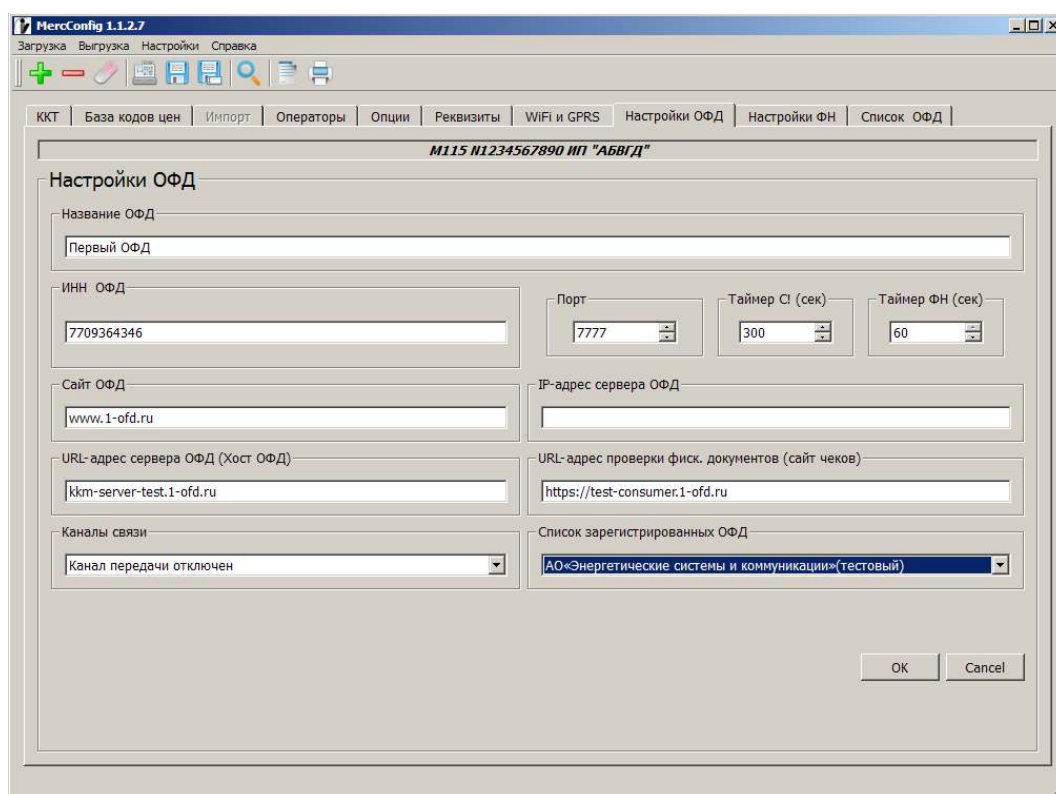 MercConfig 1.1.2.7
Загрузка Выгрузка Настройки Справка
ККТ База кодов цен Импорт Операторы Опции Реквизиты WiFi и GPRS Настройки ОФД Настройки ФН Список ОФД
М115 N1234567890 ИП "АБВГД"
Настройки ОФД
Название ОФД
Первый ОФД
ИНН ОФД
7709364346
Порт Таймер С! (сек) Таймер ФН (сек)
7777 300 60
Сайт ОФД IP-адрес сервера ОФД
www.1-ofd.ru
URL-адрес сервера ОФД (Хост ОФД) URL-адрес проверки фиск. документов (сайт чеков)
kkm-server-test.1-ofd.ru https://test-consumer.1-ofd.ru
Каналы связи Список зарегистрированных ОФД
Канал передачи отключен АО«Энергетические системы и коммуникации»(тестовый)
OK Cancel